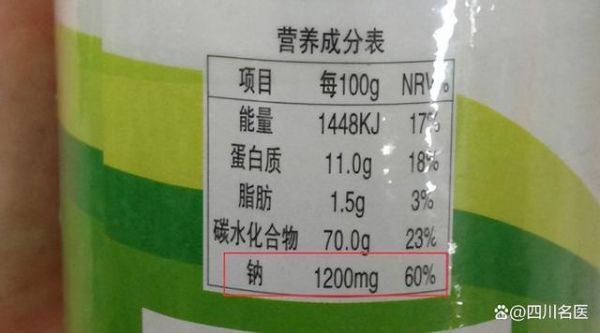 营养成分表
项目 每100g NRV%
能量 1448KJ 17%
蛋白质 11.0g 18%
脂肪 1.5g 3%
碳水化合物 70.0g 23%
钠 1200mg 60%
@四川名医